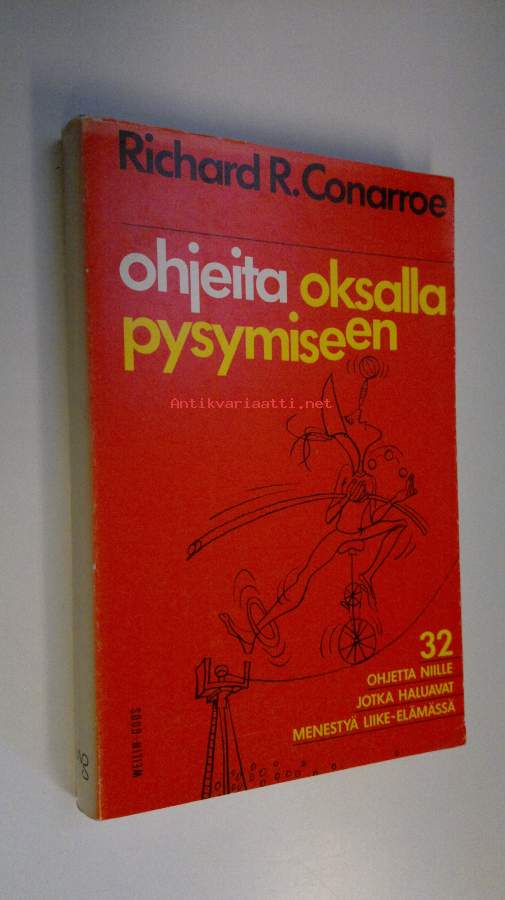 Richard R. Conarroe
ohjeita oksalla
pysymiseen
Antikvariaatti.net
32
OHJETTA NIILLE
JOTKA HALUAVAT
MENESTYÄ LIIKE-ELÄMÄSSÄ
WEILIN+GÖÖS